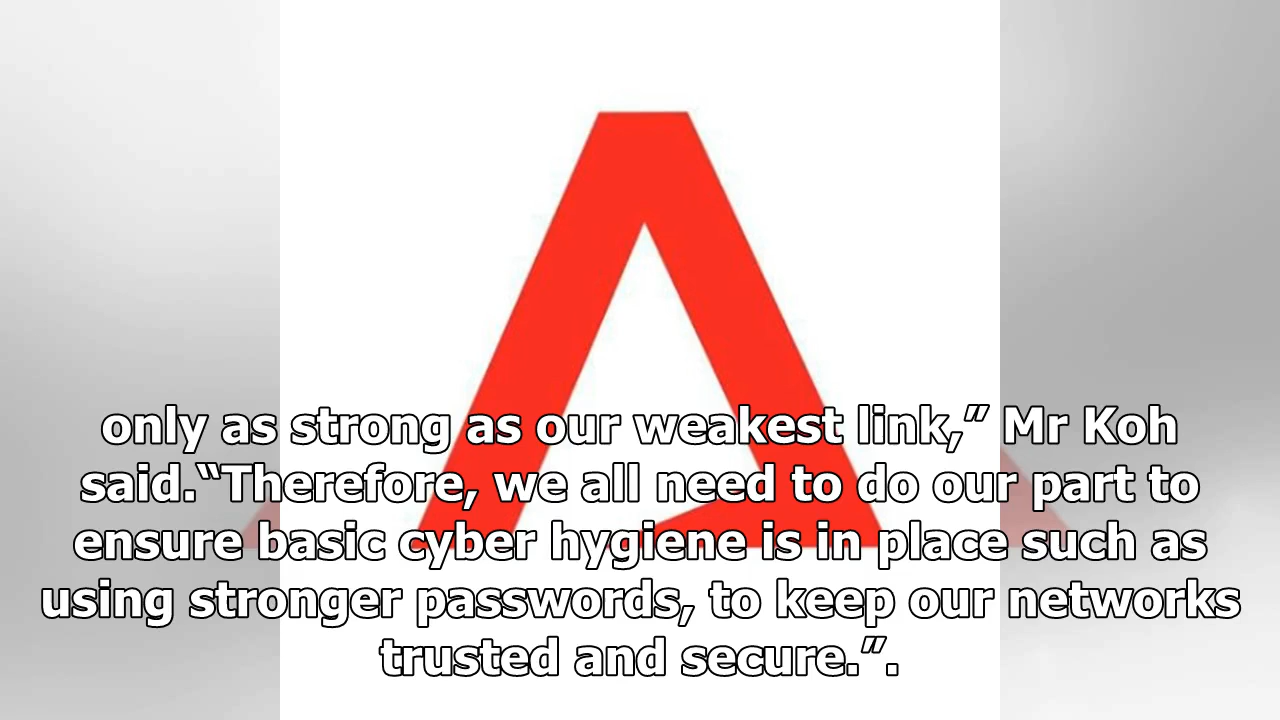 only as strong as our weakest link,” Mr Koh
said.“Therefore, we all need to do our part to
ensure basic cyber hygiene is in place such as
using stronger passwords, to keep our networks
trusted and secure.”.